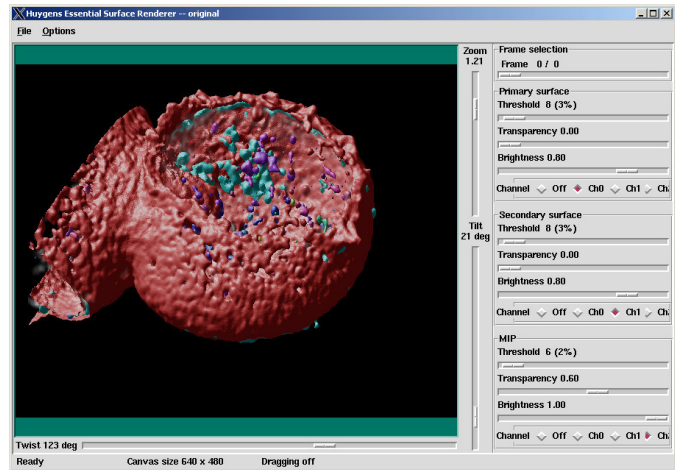 Huygens Essential Surface Renderer -- original
File Options
Zoom
1.21
Tilt
21 deg
Frame selection
Frame 0 / 0
Primary surface
Threshold 8 (3%)
Transparency 0.00
Brightness 0.80
Channel Off Ch0 Ch1 Ch
Secondary surface
Threshold 8 (3%)
Transparency 0.00
Brightness 0.80
Channel Off Ch0 Ch1 Ch
MIP
Threshold 6 (2%)
Transparency 0.60
Brightness 1.00
Channel Off Ch0 Ch1 Ch
Twist 123 deg
Ready Canvas size 640 x 480 Dragging off